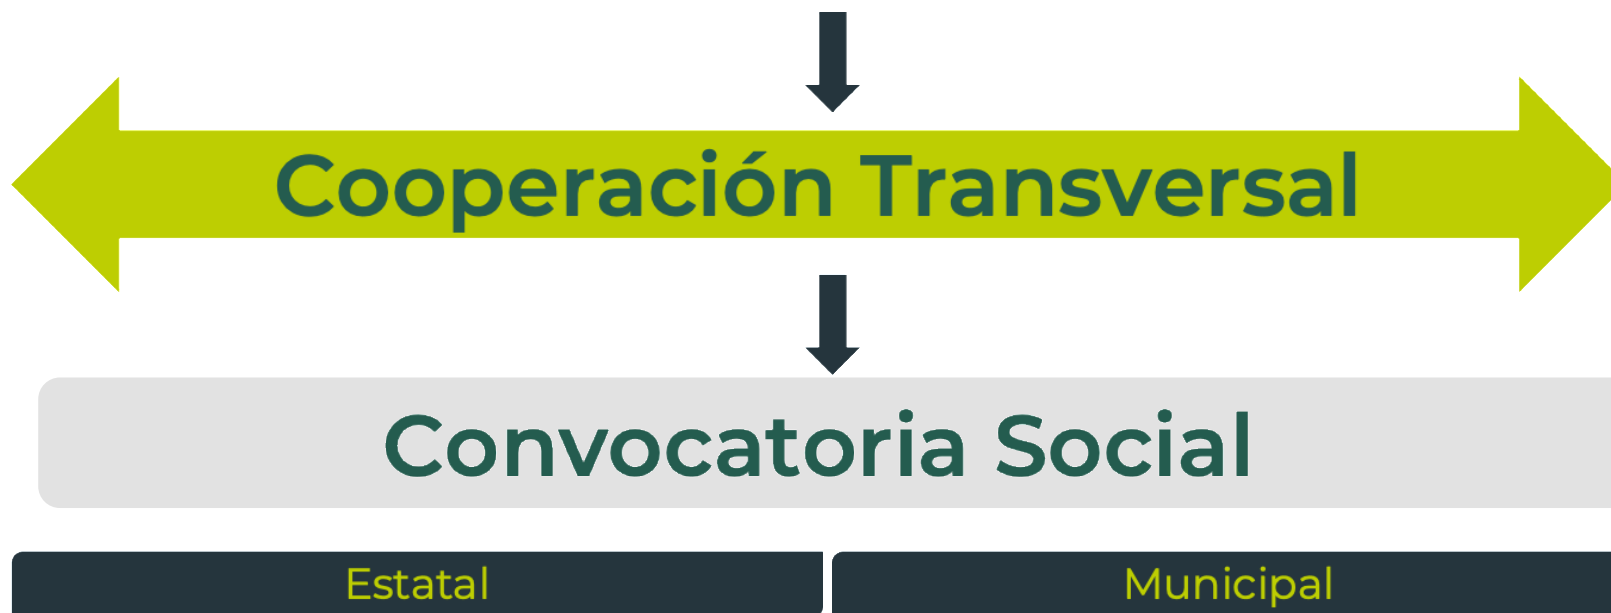 Cooperación Transversal
Convocatoria Social
Estatal
Municipal